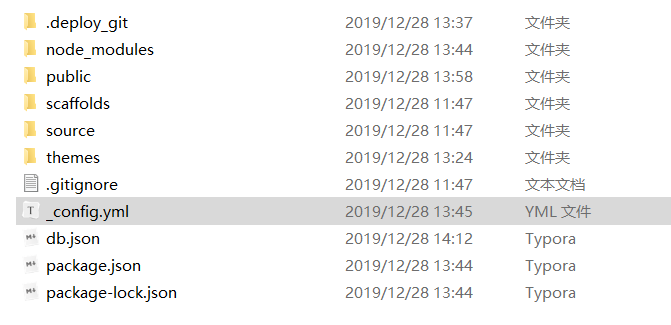 .deploy_git 2019/12/28 13:37 文件夹
node_modules 2019/12/28 13:44 文件夹
public 2019/12/28 13:58 文件夹
scaffolds 2019/12/28 11:47 文件夹
source 2019/12/28 11:47 文件夹
themes 2019/12/28 13:24 文件夹
.gitignore 2019/12/28 11:47 文本文档
T _config.yml 2019/12/28 13:45 YML 文件
db.json 2019/12/28 14:12 Typora
package.json 2019/12/28 13:44 Typora
package-lock.json 2019/12/28 13:44 Typora